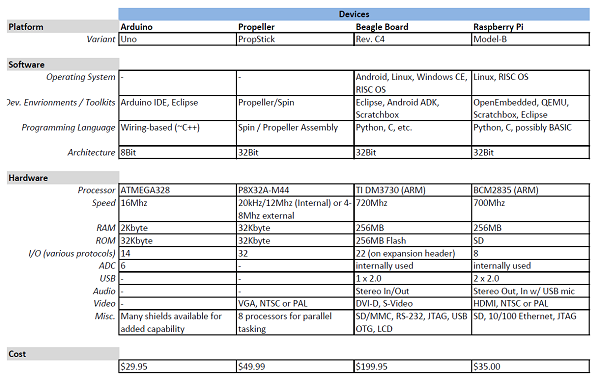 Devices
Platform Arduino Propeller Beagle Board Raspberry Pi
Variant Uno PropStick Rev. C4 Model-B
Software
Operating System - - Android, Linux, Windows CE, Linux, RISC OS
RISC OS
Dev. Envrionments / Toolkits Arduino IDE, Eclipse Propeller/Spin Eclipse, Android ADK, OpenEmbedded, QEMU,
Scratchbox Scratchbox, Eclipse
Programming Language Wiring-based (~C++) Spin / Propeller Assembly Python, C, etc. Python, C, possibly BASIC
Architecture 8Bit 32Bit 32Bit 32Bit
Hardware
Processor ATMEGA328 P8X32A-M44 TI DM3730 (ARM) BCM2835 (ARM)
Speed 16Mhz 20kHz/12Mhz (Internal) or 4- 720Mhz 700Mhz
8Mhz external
RAM 2Kbyte 32Kbyte 256MB 256MB
ROM 32Kbyte 32Kbyte 256MB Flash SD
I/O (various protocols) 14 32 22 (on expansion header) 8
ADC 6 - internally used internally used
USB - - 1 x 2.0 2 x 2.0
Audio - - Stereo In/Out Stereo Out, In w/ USB mic
Video - VGA, NTSC or PAL DVI-D, S-Video HDMI, NTSC or PAL
Misc. Many shields available for 8 processors for parallel SD/MMC, RS-232, JTAG, USB SD, 10/100 Ethernet, JTAG
added capability tasking OTG, LCD
Cost
$29.95 $49.99 $199.95 $35.00